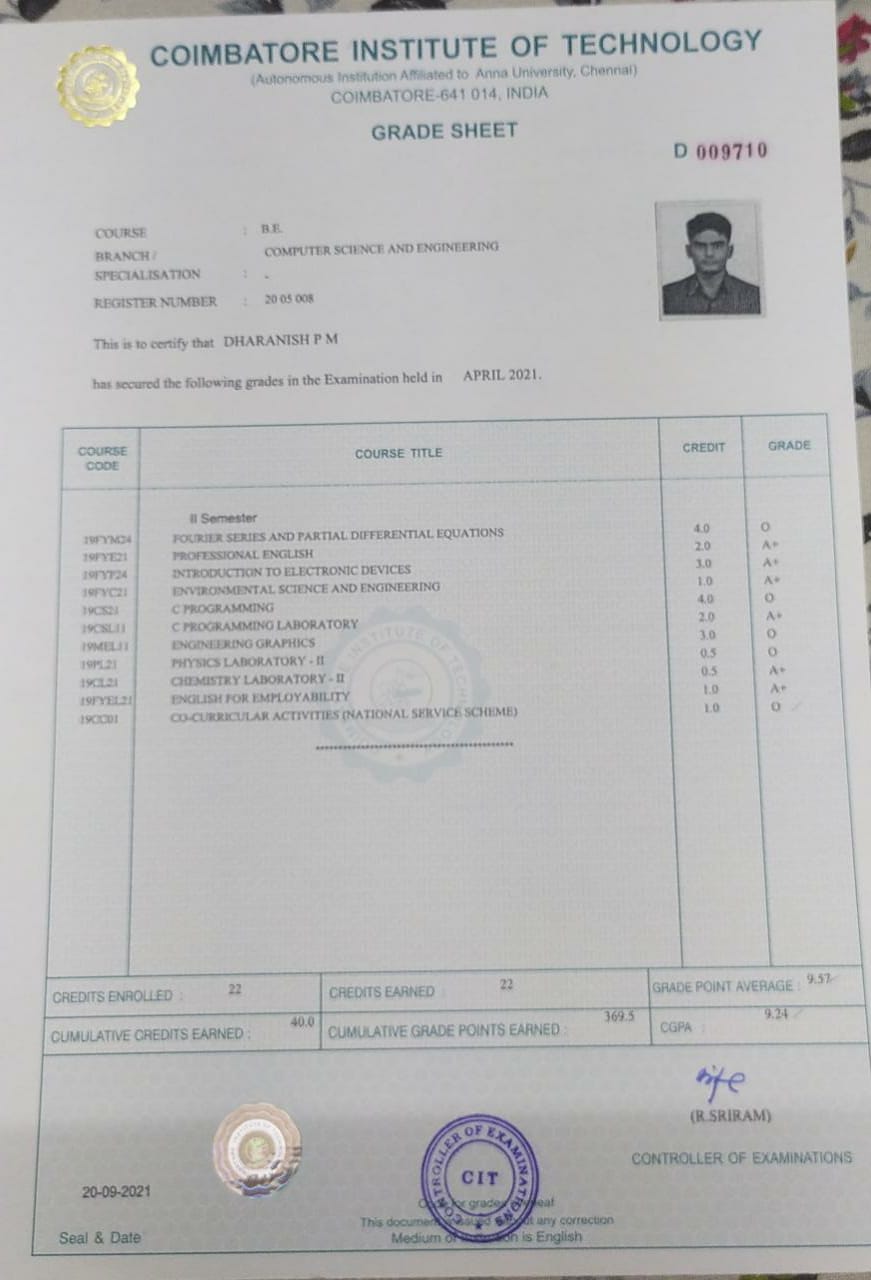 COIMBATORE INSTITUTE OF TECHNOLOGY
(Autonomous Institution Affiliated to Anna University, Chennai)
COIMBATORE-641 014, INDIA
GRADE SHEET
D 009710
COURSE : B.E.
BRANCH / COMPUTER SCIENCE AND ENGINEERING
SPECIALISATION : -
REGISTER NUMBER : 20 05 008
This is to certify that DHARANISH P M
has secured the following grades in the Examination held in APRIL 2021.
COURSE CODE COURSE TITLE CREDIT GRADE
II Semester
19FYM24 FOURIER SERIES AND PARTIAL DIFFERENTIAL EQUATIONS 4.0 O
19FYE21 PROFESSIONAL ENGLISH 2.0 A+
19FYP24 INTRODUCTION TO ELECTRONIC DEVICES 3.0 A+
19FYC21 ENVIRONMENTAL SCIENCE AND ENGINEERING 1.0 A+
19CS21 C PROGRAMMING 4.0 O
19CSL11 C PROGRAMMING LABORATORY 2.0 A+
19MEL11 ENGINEERING GRAPHICS 3.0 O
19PL21 PHYSICS LABORATORY - II 0.5 O
19CL21 CHEMISTRY LABORATORY - II 0.5 A+
19FYEL21 ENGLISH FOR EMPLOYABILITY 1.0 A+
19CC01 CO-CURRICULAR ACTIVITIES (NATIONAL SERVICE SCHEME) 1.0 O
CREDITS ENROLLED : 22 CREDITS EARNED : 22 GRADE POINT AVERAGE : 9.57
CUMULATIVE CREDITS EARNED : 40.0 CUMULATIVE GRADE POINTS EARNED : 369.5 CGPA : 9.24
(R.SRIRAM)
CONTROLLER OF EXAMINATIONS
CONTROLLER OF EXAMINATIONS
CIT
20-09-2021
for grades
This document issued any correction
Medium of is English
Seal & Date